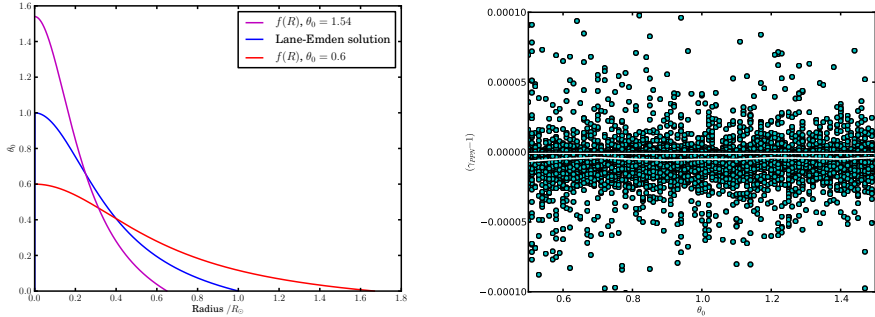 f(R), θ₀ = 1.54
Lane-Emden solution
f(R), θ₀ = 0.6
1.6
1.4
1.2
1.0
0.8
0.6
0.4
0.2
0.0
θ₀
0.0 0.2 0.4 0.6 0.8 1.0 1.2 1.4 1.6 1.8
Radius /R⊙
0.00010
0.00005
0.00000
−0.00005
−0.00010
(γPPN−1)
0.6 0.8 1.0 1.2 1.4
θ₀